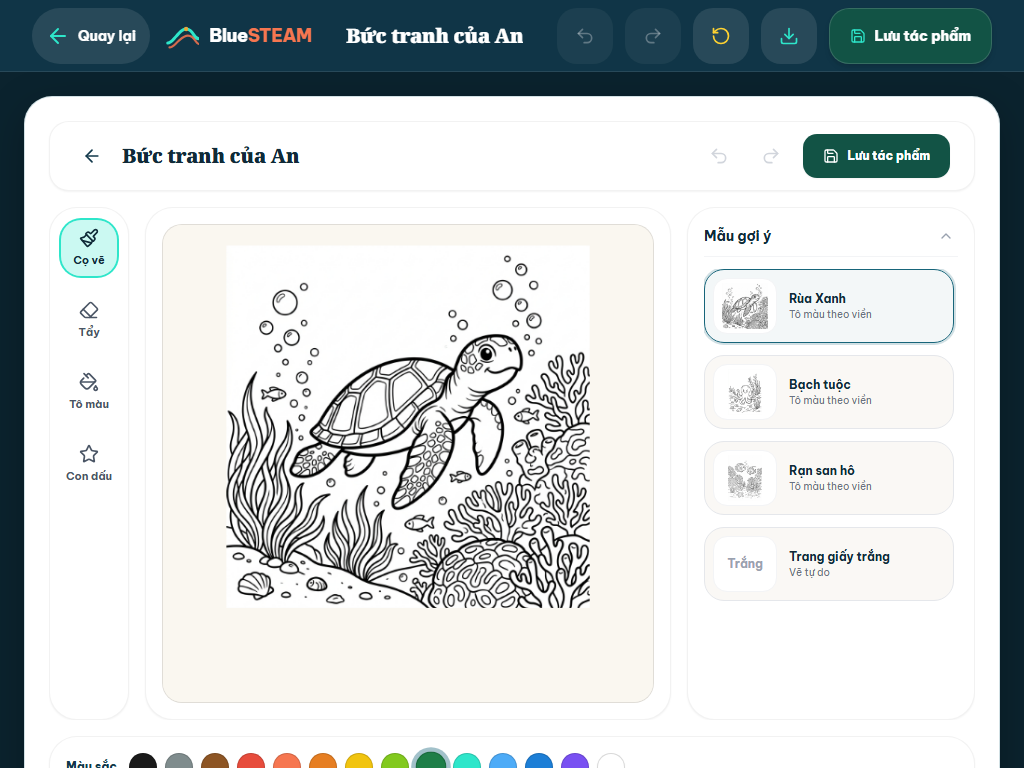 Quay lại
BlueSTEAM
Bức tranh của An
Lưu tác phẩm
Bức tranh của An
Lưu tác phẩm
Cọ vẽ
Tẩy
Tô màu
Con dấu
Mẫu gợi ý
Rùa Xanh
Tô màu theo viền
Bạch tuộc
Tô màu theo viền
Rạn san hô
Tô màu theo viền
Trắng
Trang giấy trắng
Vẽ tự do
Màu sắc